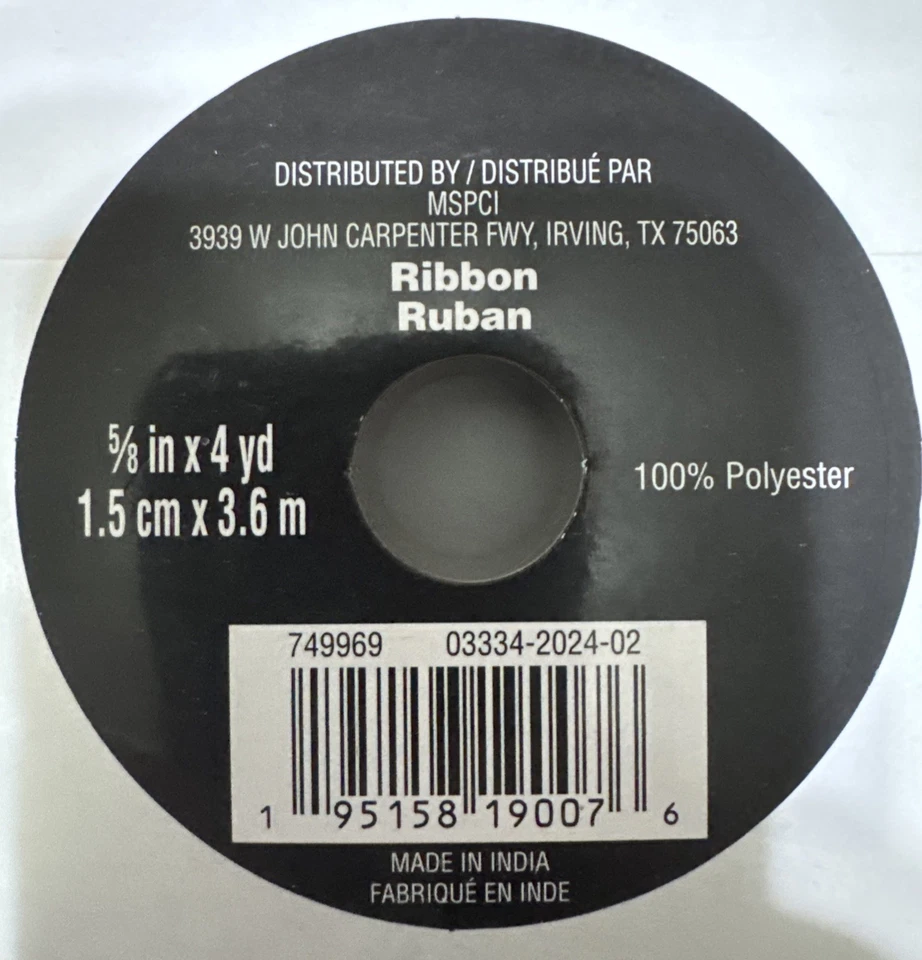 DISTRIBUTED BY / DISTRIBUÉ PAR
MSPCI
3939 W JOHN CARPENTER FWY, IRVING, TX 75063
Ribbon
Ruban
⅝ in x 4 yd
1.5 cm x 3.6 m
100% Polyester
749969 03334-2024-02
1 95158 19007 6
MADE IN INDIA
FABRIQUÉ EN INDE